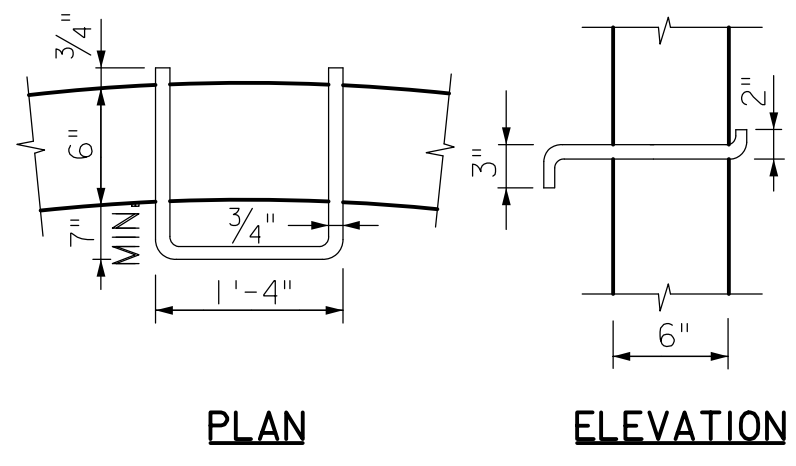 3/4"
6"
7" MIN.
3/4"
1'-4"
PLAN
2"
3"
6"
ELEVATION